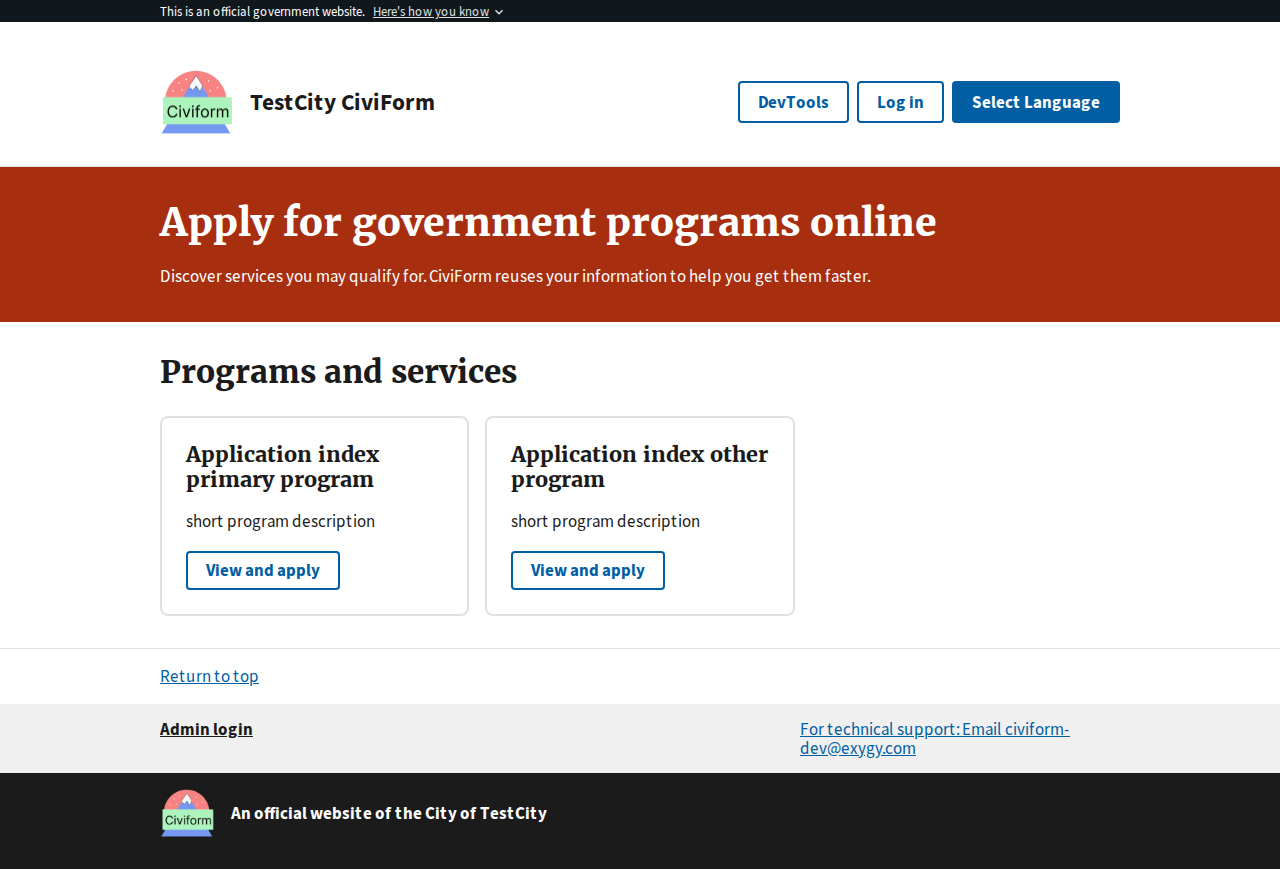 This is an official government website. Here's how you know
Civiform
TestCity CiviForm
DevTools
Log in
Select Language
Apply for government programs online
Discover services you may qualify for. CiviForm reuses your information to help you get them faster.
Programs and services
Application index
primary program
short program description
View and apply
Application index other
program
short program description
View and apply
Return to top
Admin login
For technical support: Email civiform-
dev@exygy.com
Civiform
An official website of the City of TestCity